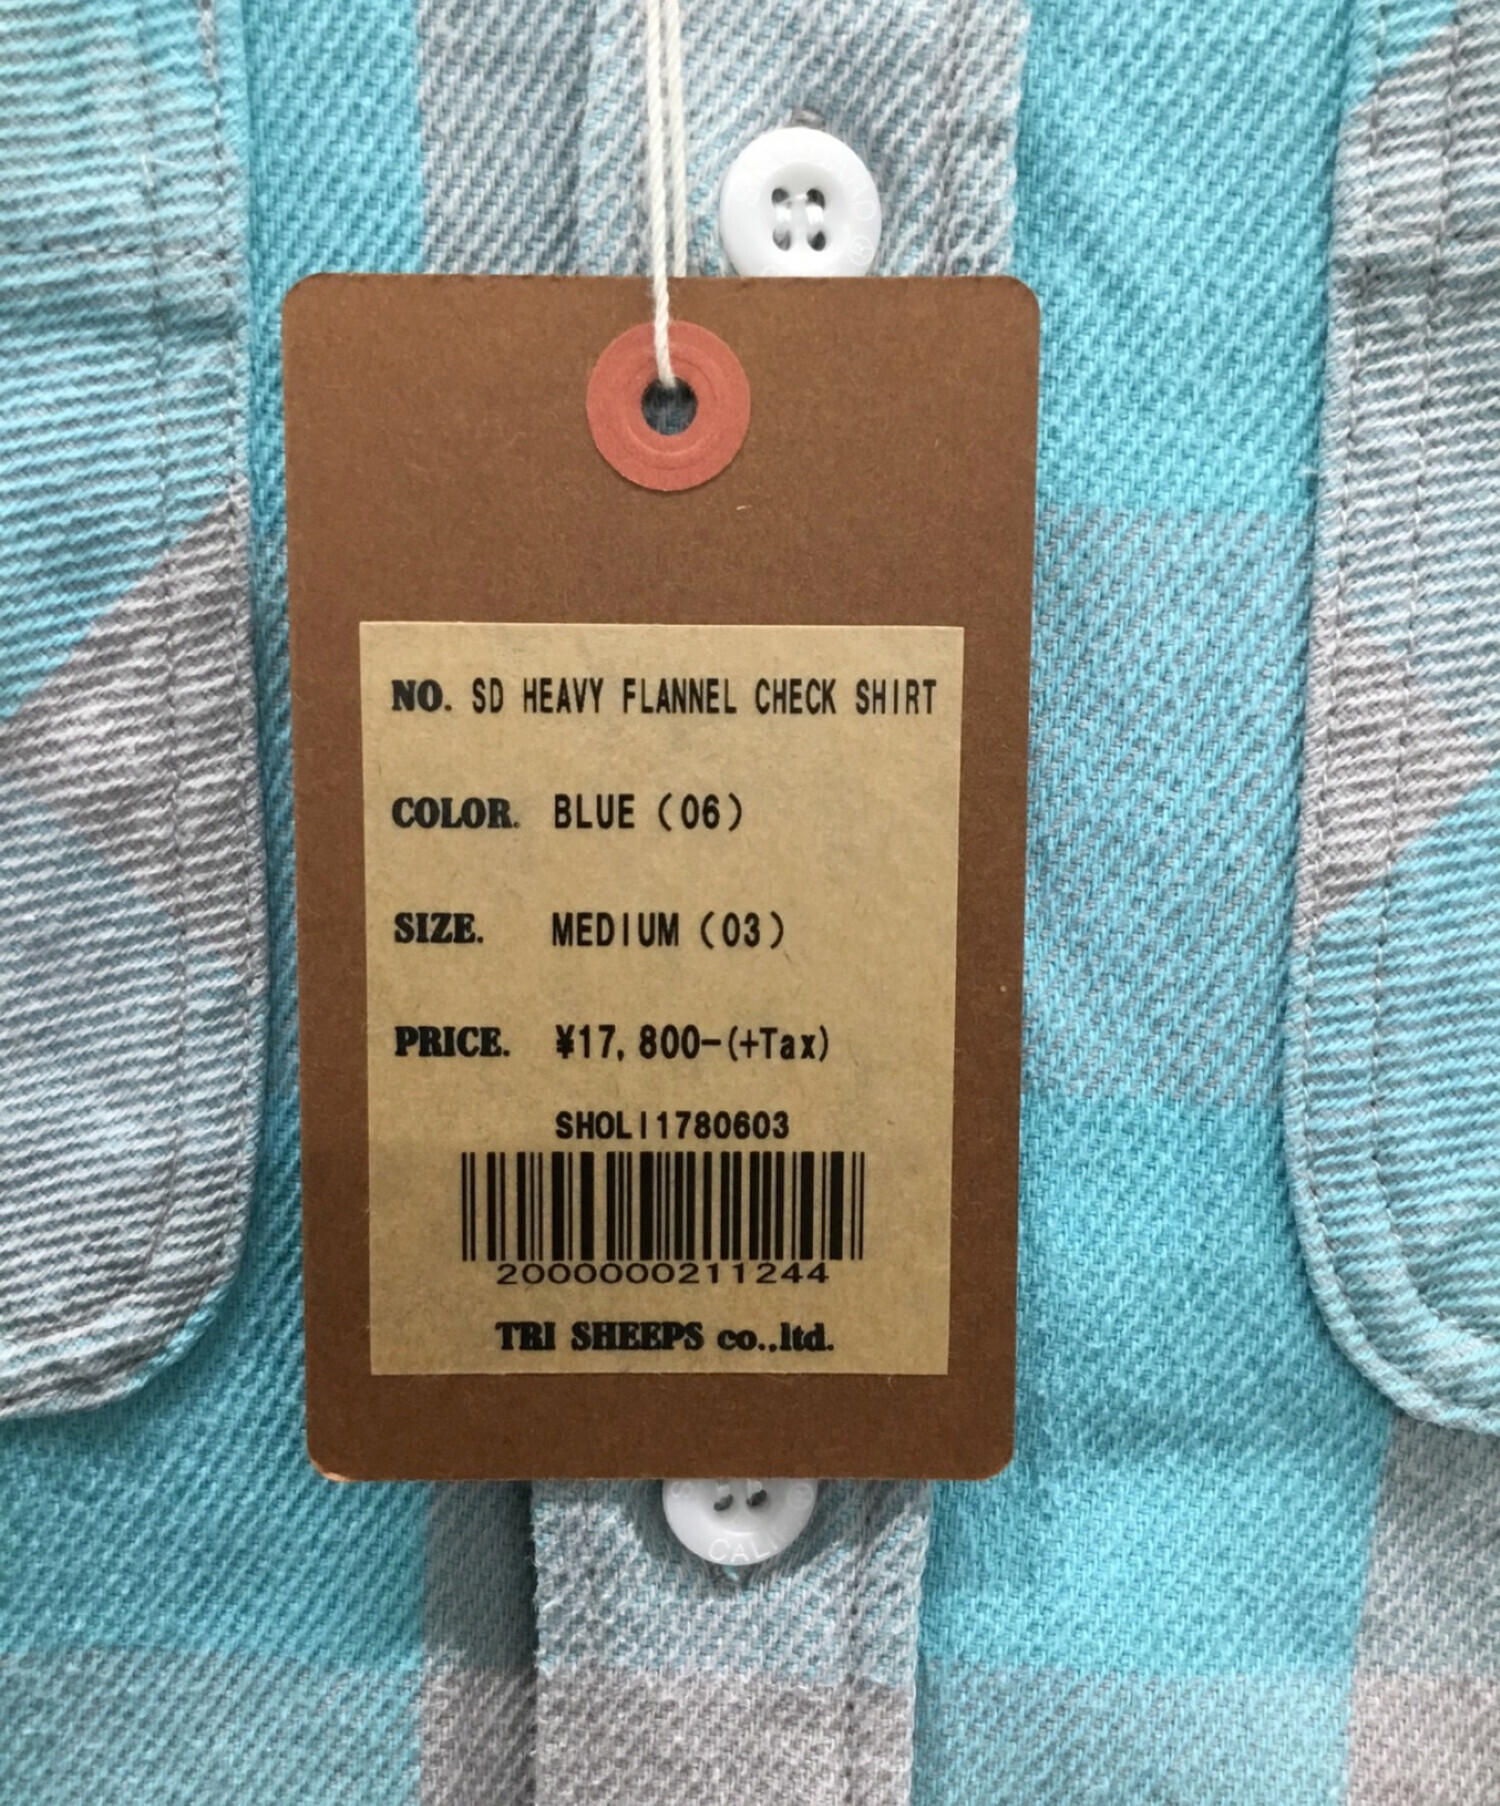 NO. SD HEAVY FLANNEL CHECK SHIRT
COLOR. BLUE (06)
SIZE. MEDIUM (03)
PRICE. ¥17,800-(+Tax)
SHOLI1780603
2000000211244
TRI SHEEPS co.,ltd.